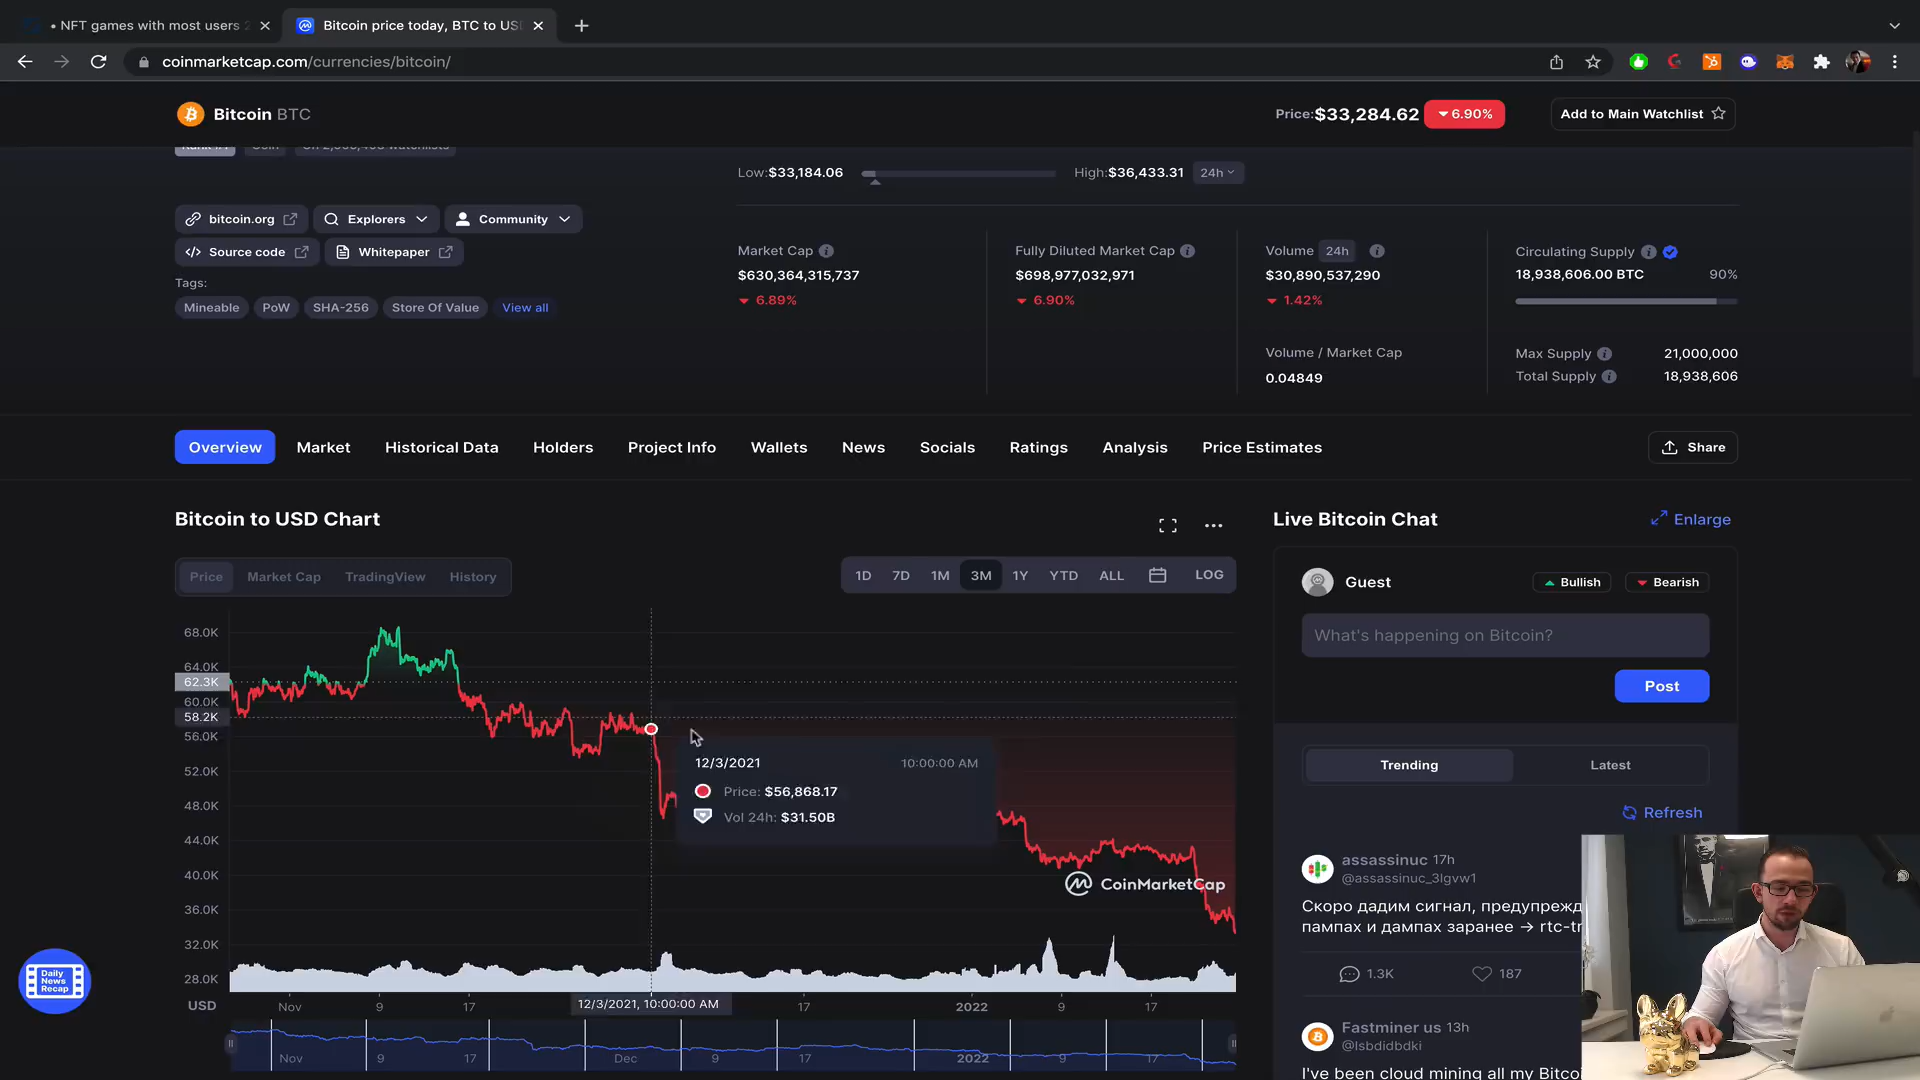 • NFT games with most users 2
Bitcoin price today, BTC to US
coinmarketcap.com/currencies/bitcoin/
Bitcoin BTC
Price:$33,284.62
6.90%
Add to Main Watchlist
Low:$33,184.06
High:$36,433.31
24h
bitcoin.org
Explorers
Community
Source code
Whitepaper
Tags:
Mineable
PoW
SHA-256
Store Of Value
View all
Market Cap
$630,364,315,737
6.89%
Fully Diluted Market Cap
$698,977,032,971
6.90%
Volume 24h
$30,890,537,290
1.42%
Volume / Market Cap
0.04849
Circulating Supply
18,938,606.00 BTC
90%
Max Supply
21,000,000
Total Supply
18,938,606
Overview
Market
Historical Data
Holders
Project Info
Wallets
News
Socials
Ratings
Analysis
Price Estimates
Share
Bitcoin to USD Chart
Price
Market Cap
TradingView
History
1D
7D
1M
3M
1Y
YTD
ALL
LOG
68.0K
64.0K
62.3K
60.0K
58.2K
56.0K
52.0K
48.0K
44.0K
40.0K
36.0K
32.0K
28.0K
USD
12/3/2021
10:00:00 AM
Price: $56,868.17
Vol 24h: $31.50B
CoinMarketCap
Nov
9
17
12/3/2021, 10:00:00 AM
17
2022
9
17
Nov
9
17
Dec
9
17
2022
9
17
Daily
News
Recap
Live Bitcoin Chat
Enlarge
Guest
Bullish
Bearish
What's happening on Bitcoin?
Post
Trending
Latest
Refresh
assassinuc 17h
@assassinuc_3lgvw1
Скоро дадим сигнал, предупрежд
пампах и дампах заранее → rtc-tr
1.3K
187
Fastminer us 13h
@lsbdidbdki
I've been cloud mining all my Bitcoi